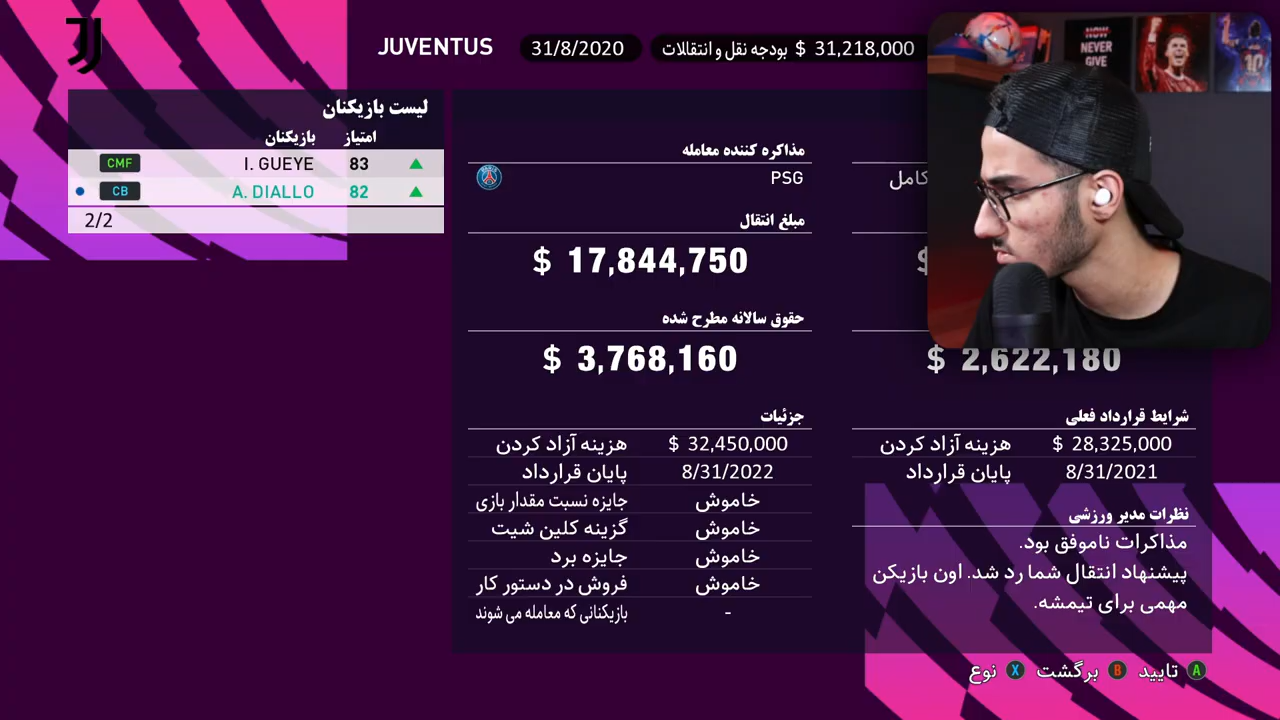 JUVENTUS
31/8/2020
بودجه نقل و انتقالات $ 31,218,000
NOW
NEVER
GIVE
10
لیست بازیکنان
بازیکنان امتیاز
CMF I. GUEYE 83
CB A. DIALLO 82
2/2
مذاکره کننده معامله
PSG
کامل
مبلغ انتقال
$ 17,844,750
$
حقوق سالانه مطرح شده
$ 3,768,160
$ 2,622,180
جزئیات
هزینه آزاد کردن $ 32,450,000
پایان قرارداد 8/31/2022
جایزه نسبت مقدار بازی خاموش
گزینه کلین شیت خاموش
جایزه برد خاموش
فروش در دستور کار خاموش
بازیکنانی که معامله می شوند -
شرایط قرارداد فعلی
هزینه آزاد کردن $ 28,325,000
پایان قرارداد 8/31/2021
نظرات مدیر ورزشی
مذاکرات ناموفق بود.
پیشنهاد انتقال شما رد شد. اون بازیکن
مهمی برای تیمشه.
A تایید B برگشت X نوع